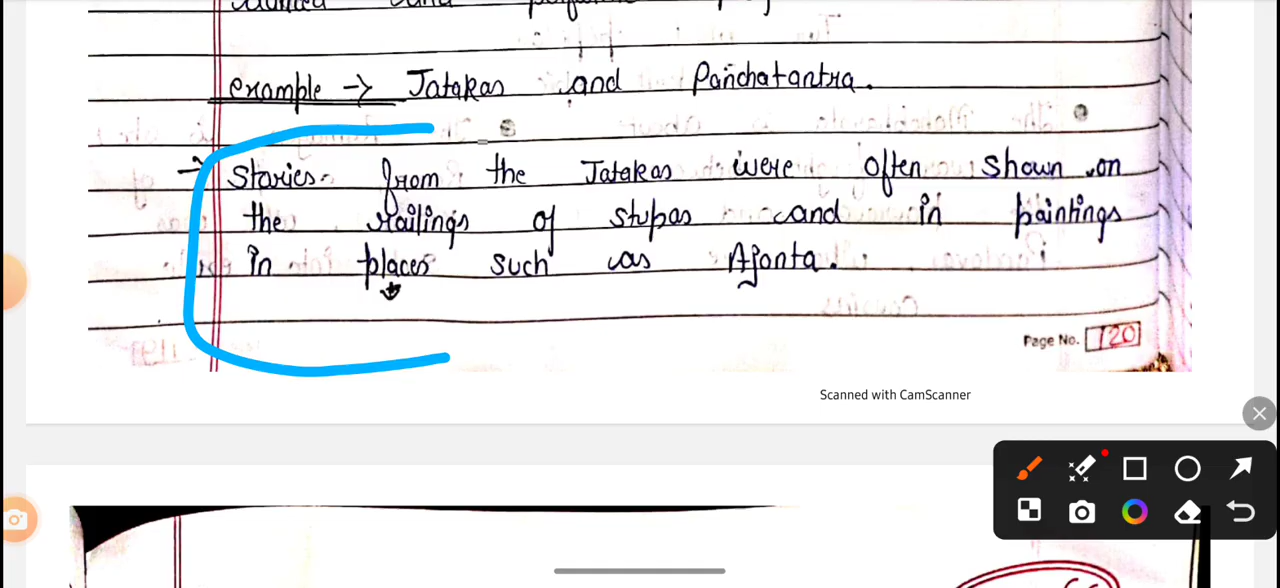 example → Jatakas and Panchatantra.
→ Stories from the Jatakas were often shown on
the railings of stupas and in paintings
in places such as Ajanta.
Page No. 120
Scanned with CamScanner